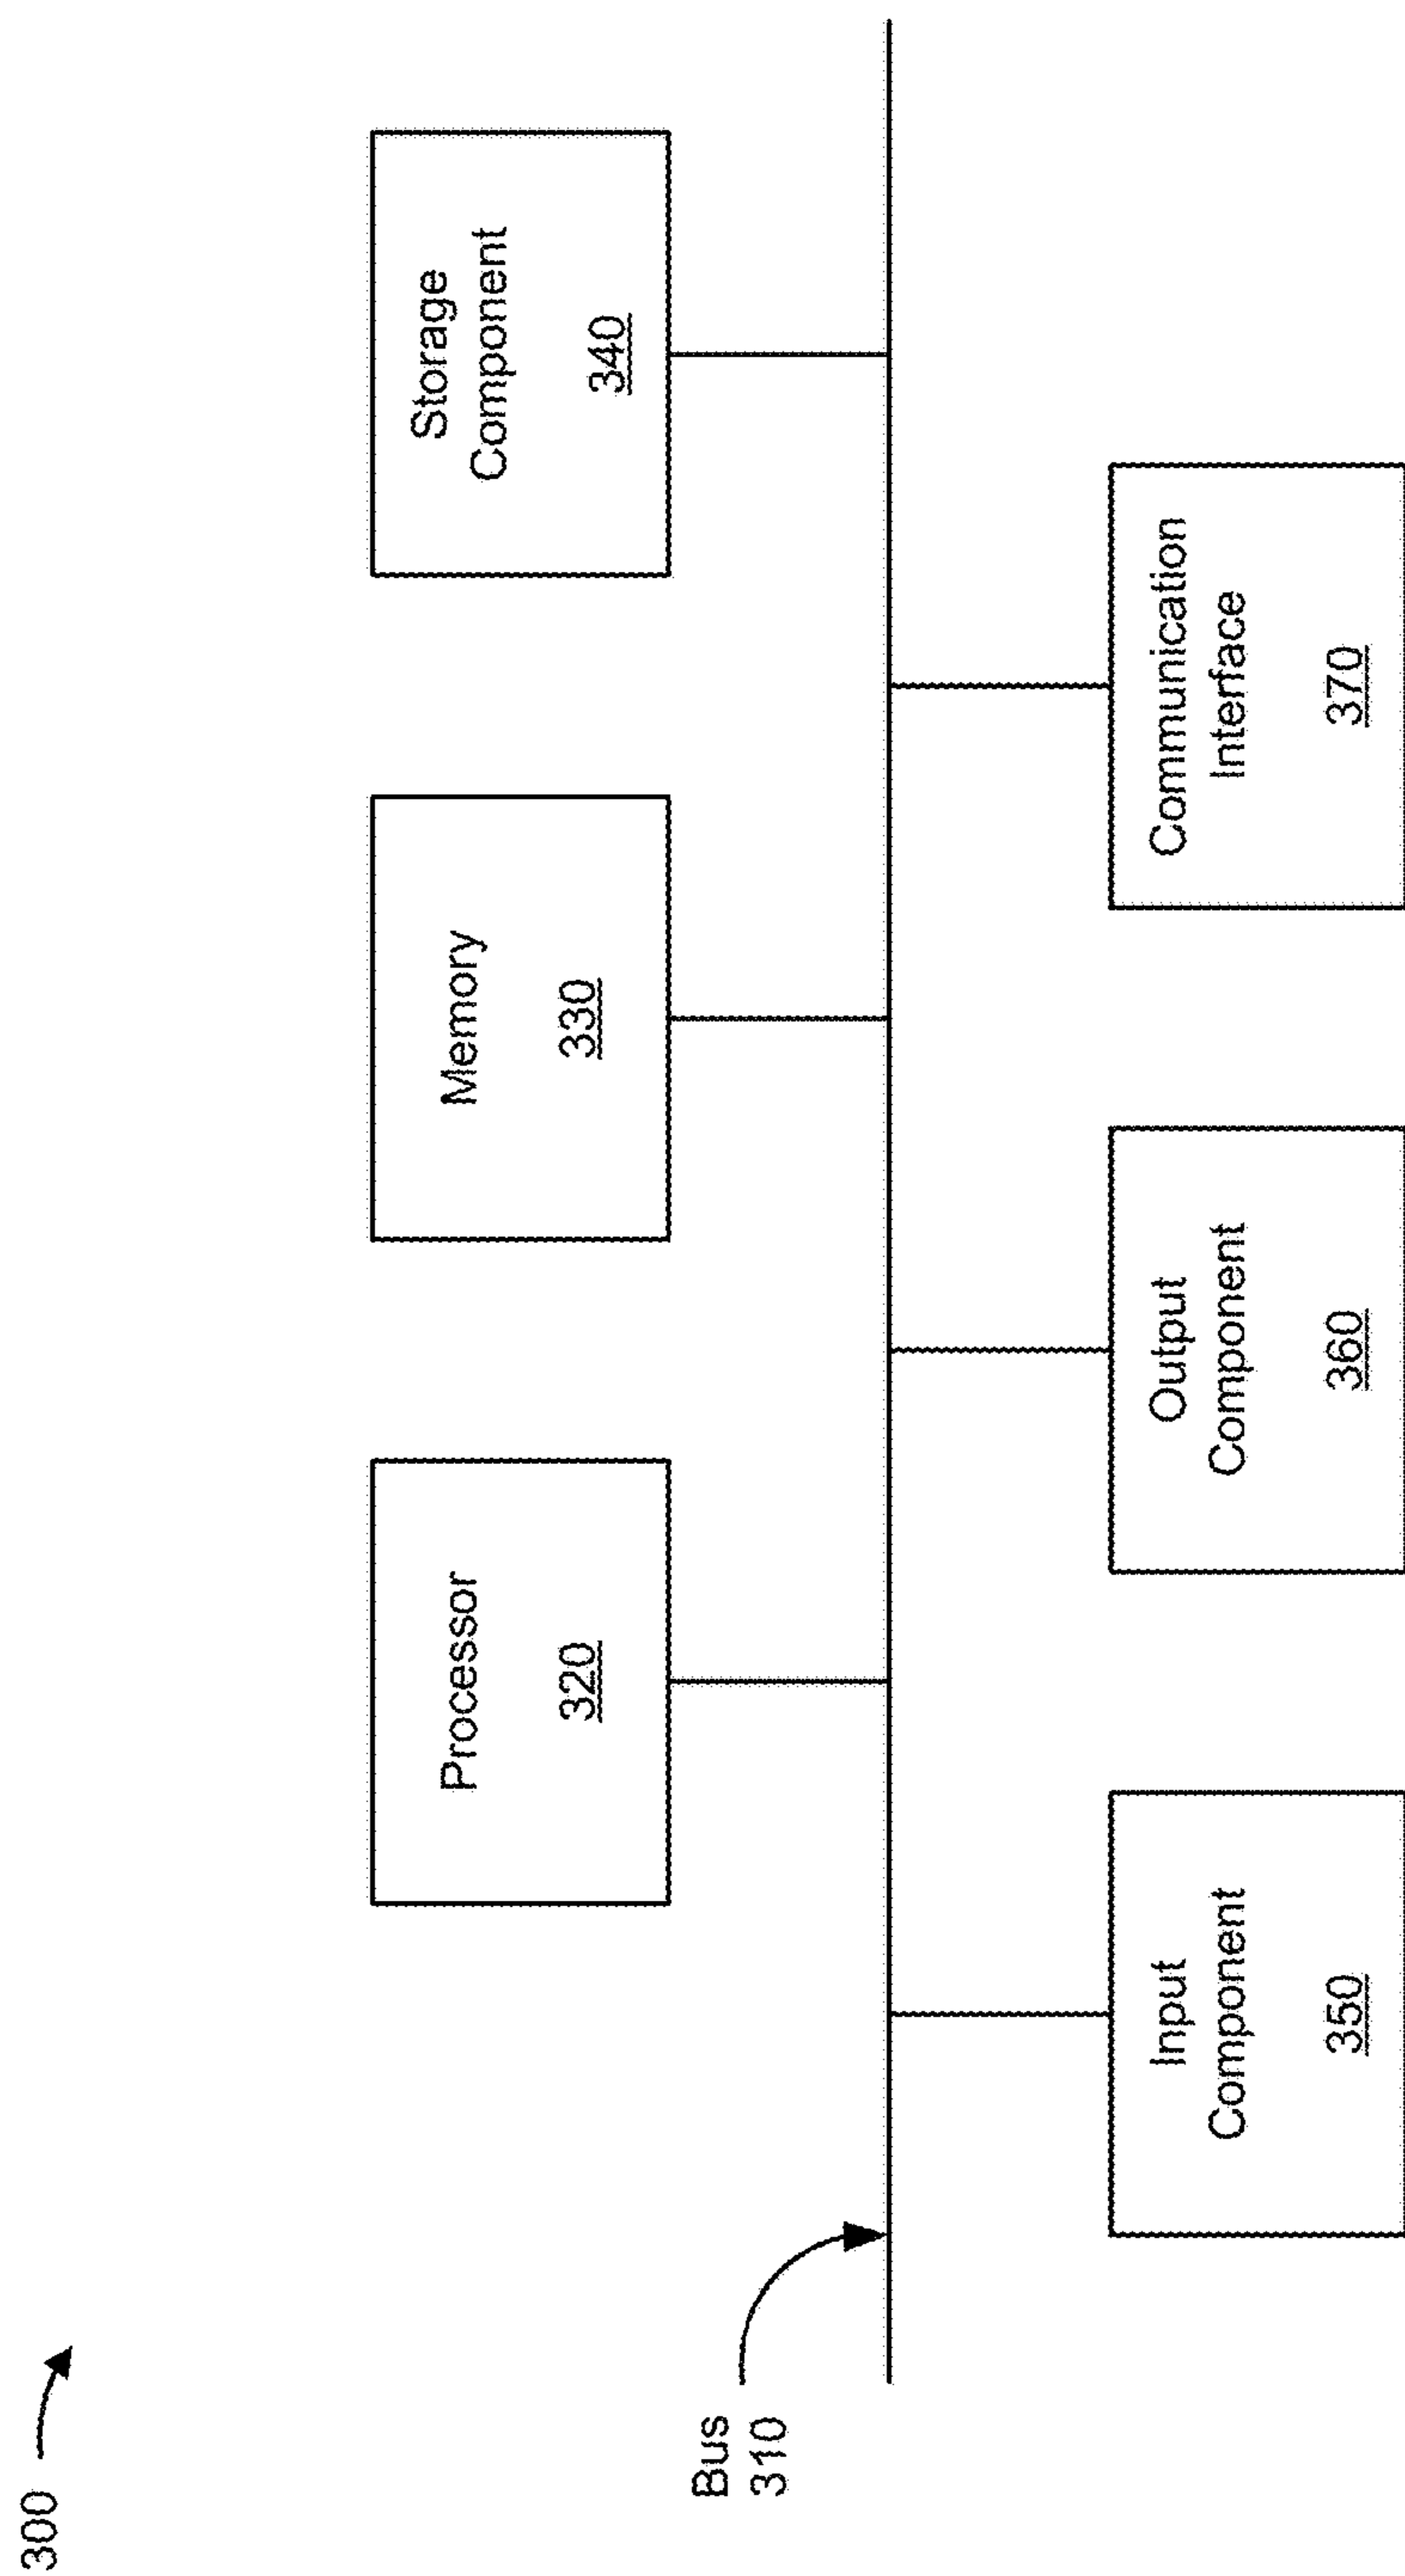 300
Processor
320
Memory
330
Storage
Component
340
Bus
310
Input
Component
350
Output
Component
360
Communication
Interface
370